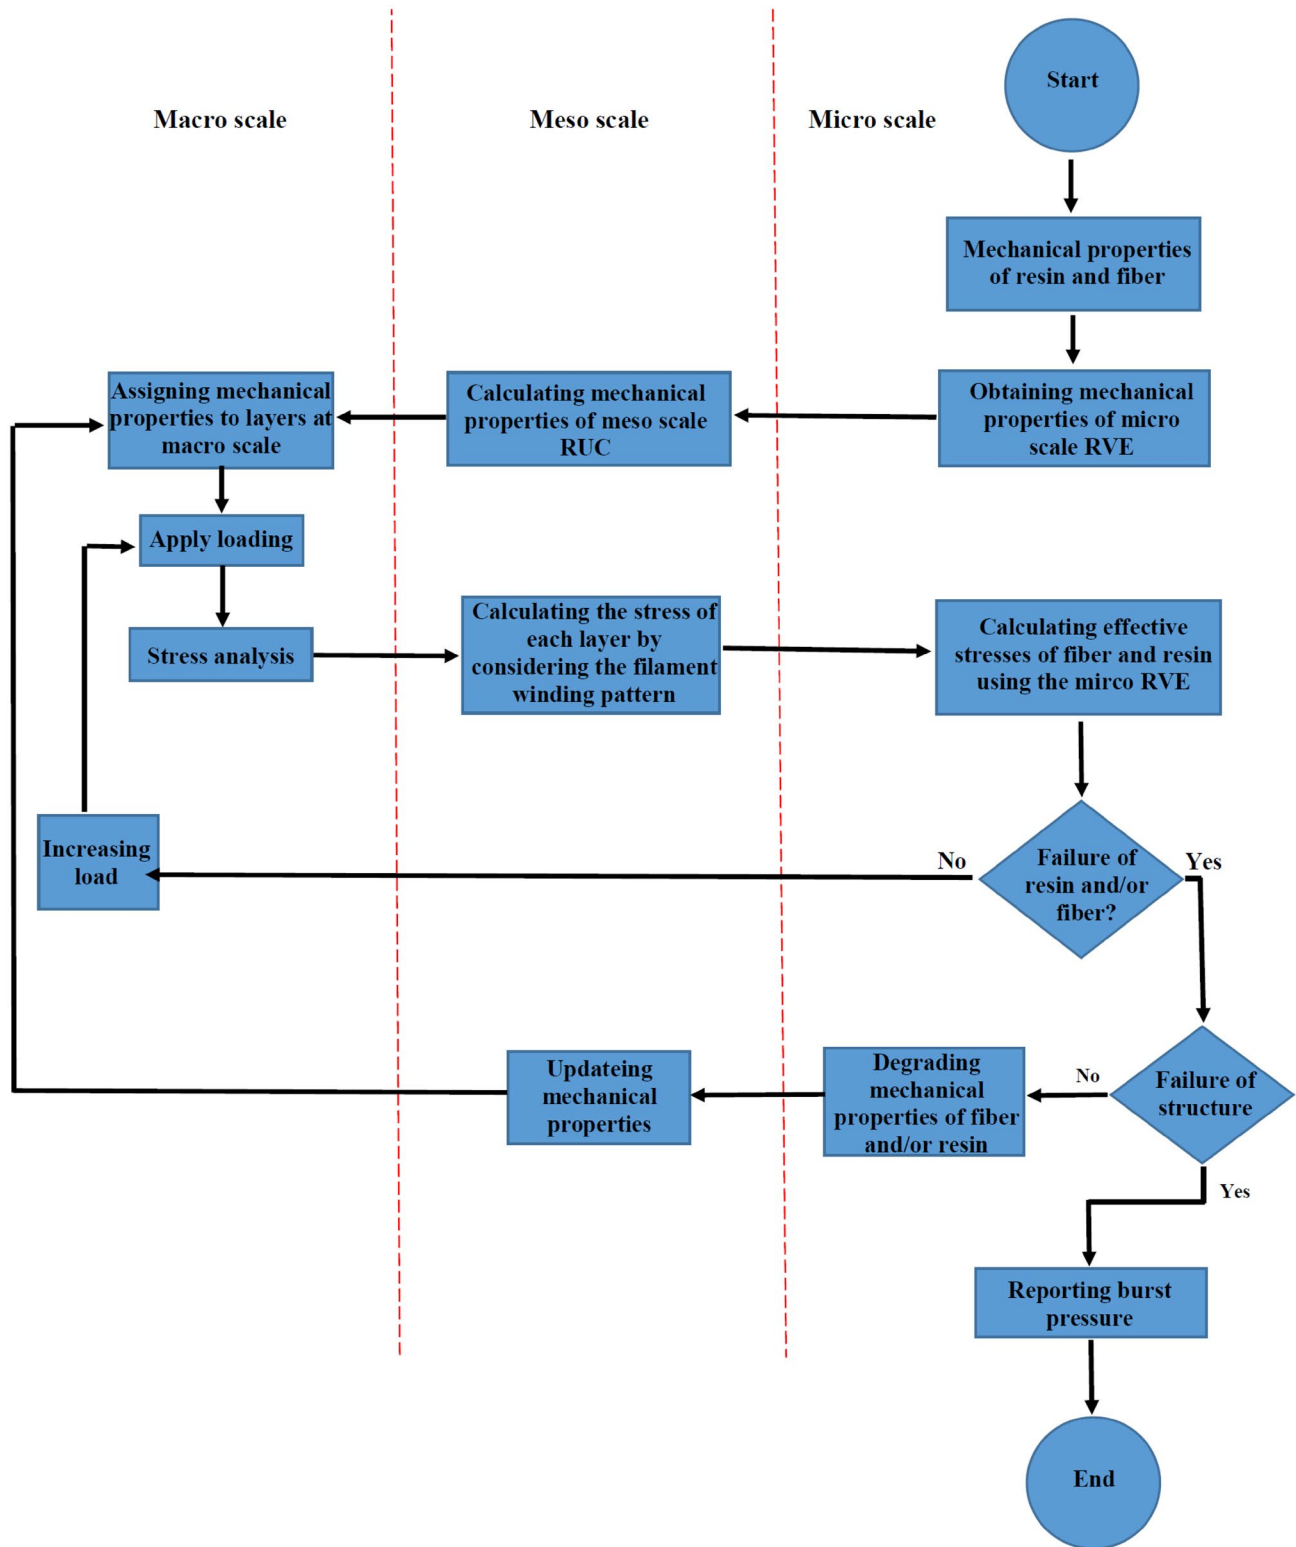 Start
Macro scale
Meso scale
Micro scale
Mechanical properties
of resin and fiber
Assigning mechanical
properties to layers at
macro scale
Calculating mechanical
properties of meso scale
RUC
Obtaining mechanical
properties of micro
scale RVE
Apply loading
Stress analysis
Calculating the stress of
each layer by
considering the filament
winding pattern
Calculating effective
stresses of fiber and resin
using the mirco RVE
Increasing
load
No
Failure of
resin and/or
fiber?
Yes
Updateing
mechanical
properties
Degrading
mechanical
properties of fiber
and/or resin
No
Failure of
structure
Yes
Reporting burst
pressure
End